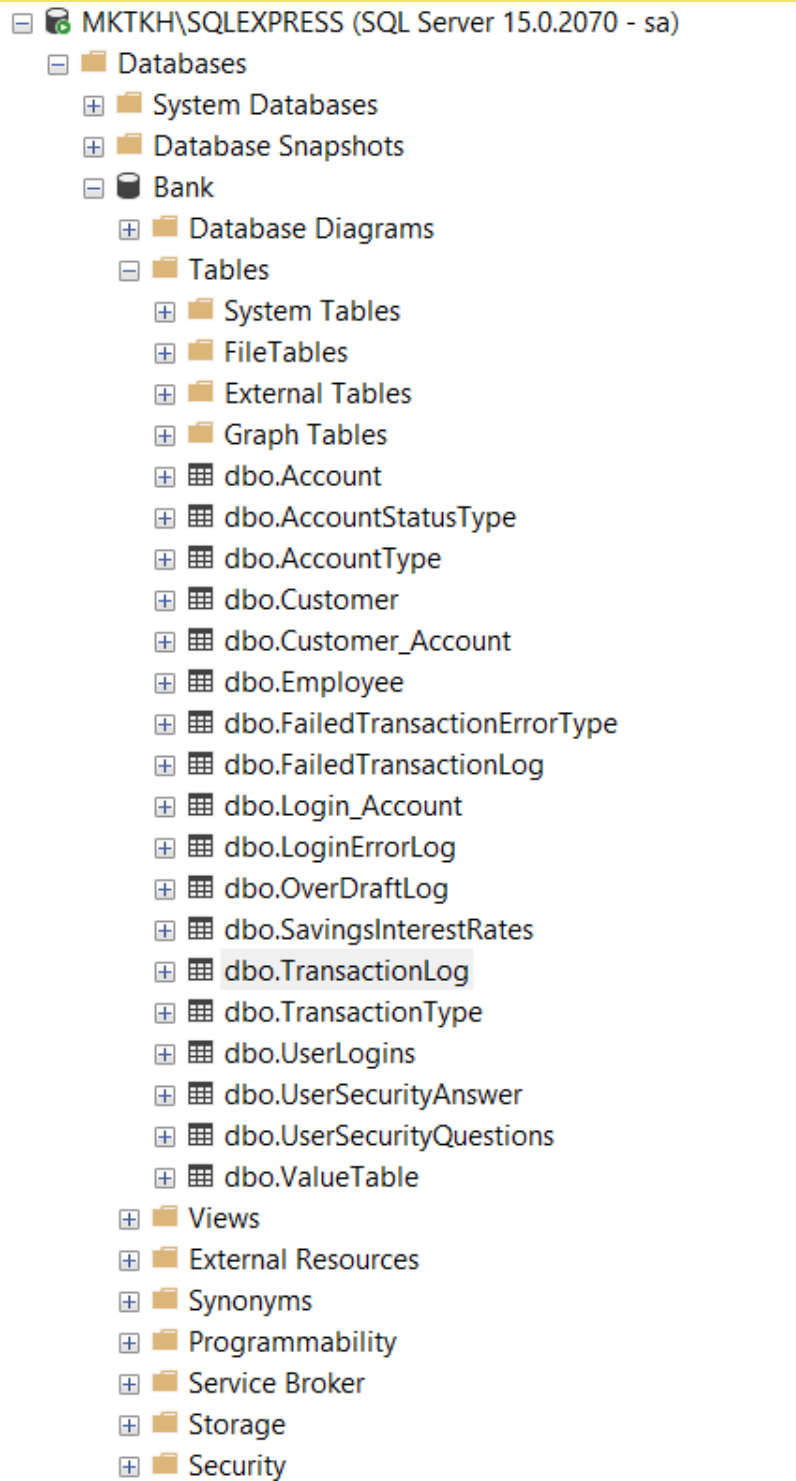 MKTKH\SQLEXPRESS (SQL Server 15.0.2070 - sa)
Databases
System Databases
Database Snapshots
Bank
Database Diagrams
Tables
System Tables
FileTables
External Tables
Graph Tables
dbo.Account
dbo.AccountStatusType
dbo.AccountType
dbo.Customer
dbo.Customer_Account
dbo.Employee
dbo.FailedTransactionErrorType
dbo.FailedTransactionLog
dbo.Login_Account
dbo.LoginErrorLog
dbo.OverDraftLog
dbo.SavingsInterestRates
dbo.TransactionLog
dbo.TransactionType
dbo.UserLogins
dbo.UserSecurityAnswer
dbo.UserSecurityQuestions
dbo.ValueTable
Views
External Resources
Synonyms
Programmability
Service Broker
Storage
Security